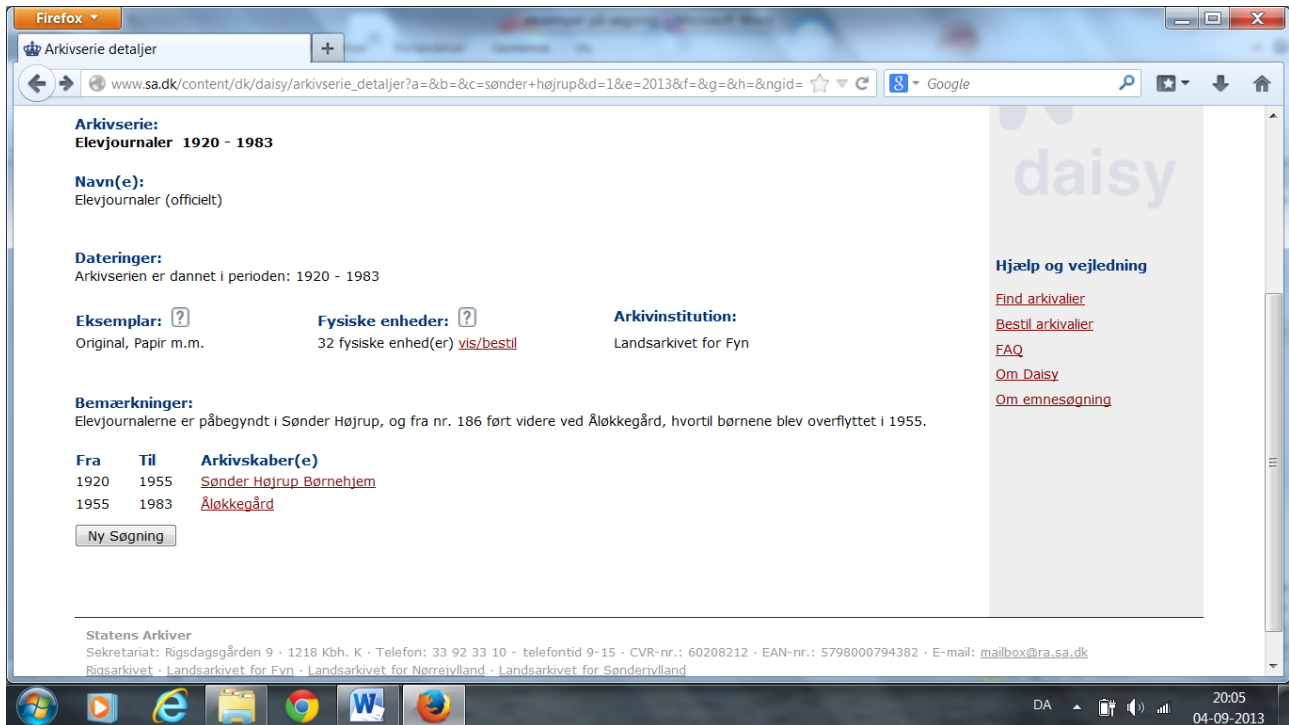 Firefox
Arkivserie detaljer
www.sa.dk/content/dk/daisy/arkivserie_detaljer?a=&b=&c=sønder+højrup&d=1&e=2013&f=&g=&h=&ngid=
Google
daisy
Arkivserie:
Elevjournaler 1920 - 1983
Navn(e):
Elevjournaler (officielt)
Dateringer:
Arkivserien er dannet i perioden: 1920 - 1983
Eksemplar: ? Fysiske enheder: ? Arkivinstitution:
Original, Papir m.m. 32 fysiske enhed(er) vis/bestil Landsarkivet for Fyn
Bemærkninger:
Elevjournalerne er påbegyndt i Sønder Højrup, og fra nr. 186 ført videre ved Åløkkegård, hvortil børnene blev overflyttet i 1955.
Fra Til Arkivskaber(e)
1920 1955 Sønder Højrup Børnehjem
1955 1983 Åløkkegård
Ny Søgning
Hjælp og vejledning
Find arkivalier
Bestil arkivalier
FAQ
Om Daisy
Om emnesøgning
Statens Arkiver
Sekretariat: Rigsdagsgården 9 · 1218 Kbh. K · Telefon: 33 92 33 10 - telefontid 9-15 · CVR-nr.: 60208212 · EAN-nr.: 5798000794382 · E-mail: mailbox@ra.sa.dk
Rigsarkivet · Landsarkivet for Fyn · Landsarkivet for Nørrejylland · Landsarkivet for Sønderjylland
DA
20:05
04-09-2013